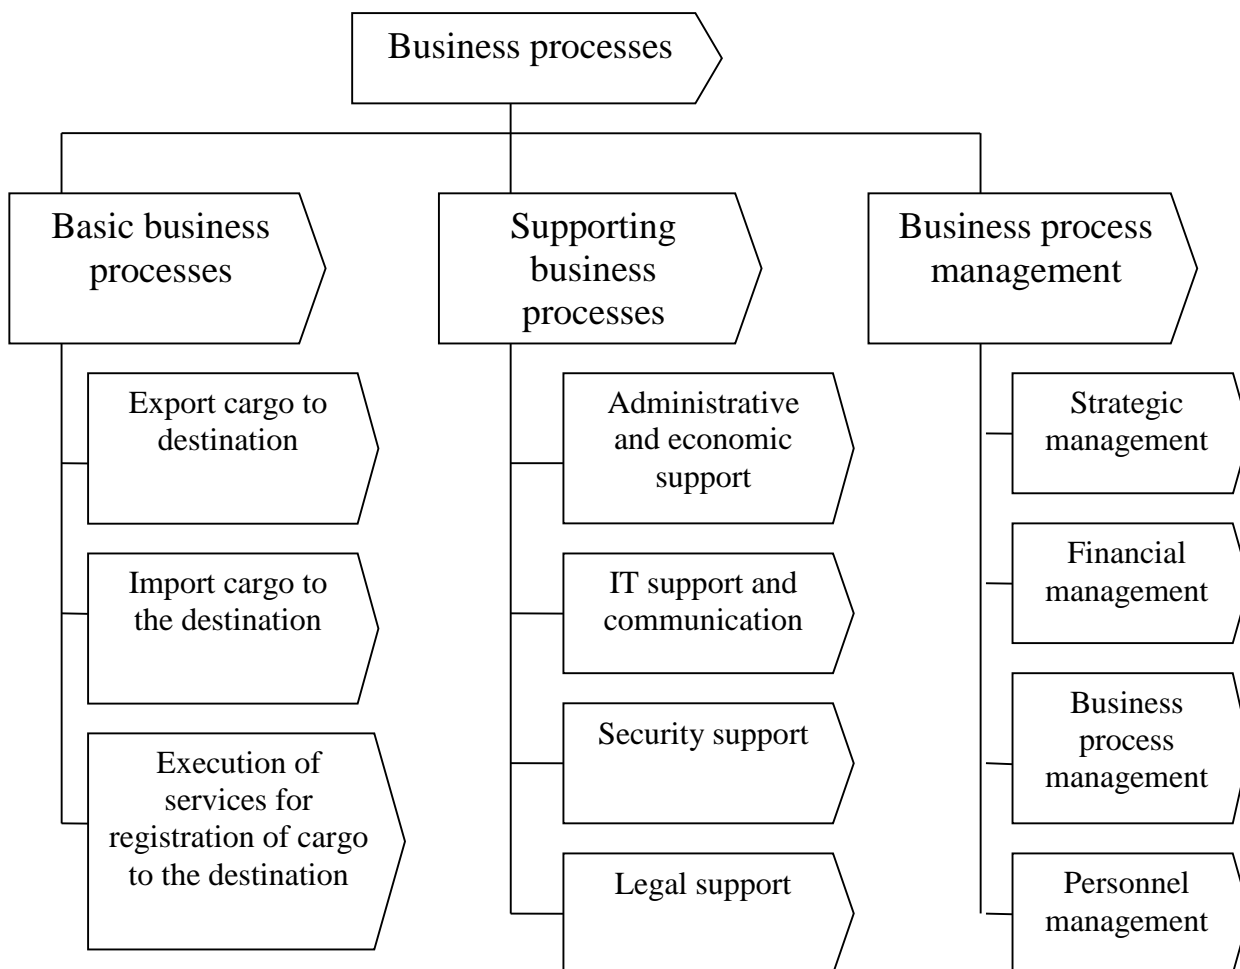 Business processes
Basic business
processes
Supporting
business
processes
Business process
management
Export cargo to
destination
Import cargo to
the destination
Execution of
services for
registration of cargo
to the destination
Administrative
and economic
support
IT support and
communication
Security support
Legal support
Strategic
management
Financial
management
Business
process
management
Personnel
management